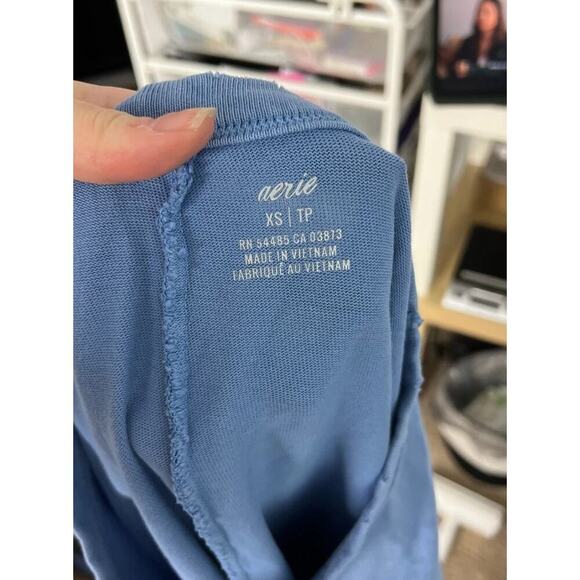 aerie
XS | TP
RN 54485 CA 03873
MADE IN VIETNAM
FABRIQUÉ AU VIETNAM